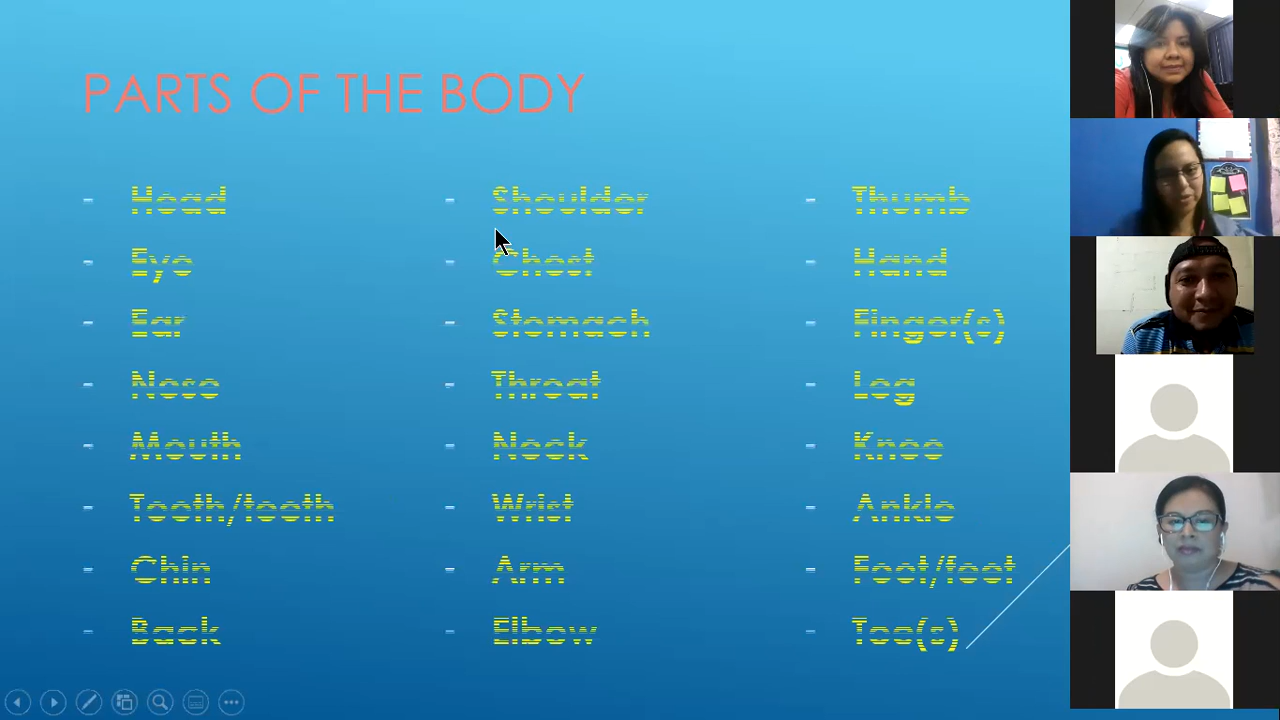 PARTS OF THE BODY
- Head
- Eye
- Ear
- Nose
- Mouth
- Tooth/teeth
- Chin
- Back
- Shoulder
- Chest
- Stomach
- Throat
- Neck
- Wrist
- Arm
- Elbow
- Thumb
- Hand
- Finger(s)
- Leg
- Knee
- Ankle
- Foot/feet
- Toe(s)